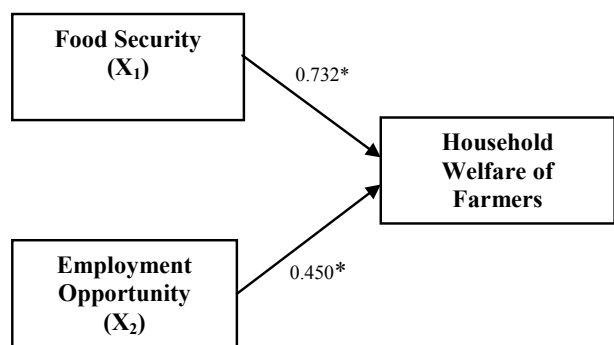 Food Security
(X₁)
0.732*
Household
Welfare of
Farmers
Employment
Opportunity
(X₂)
0.450*